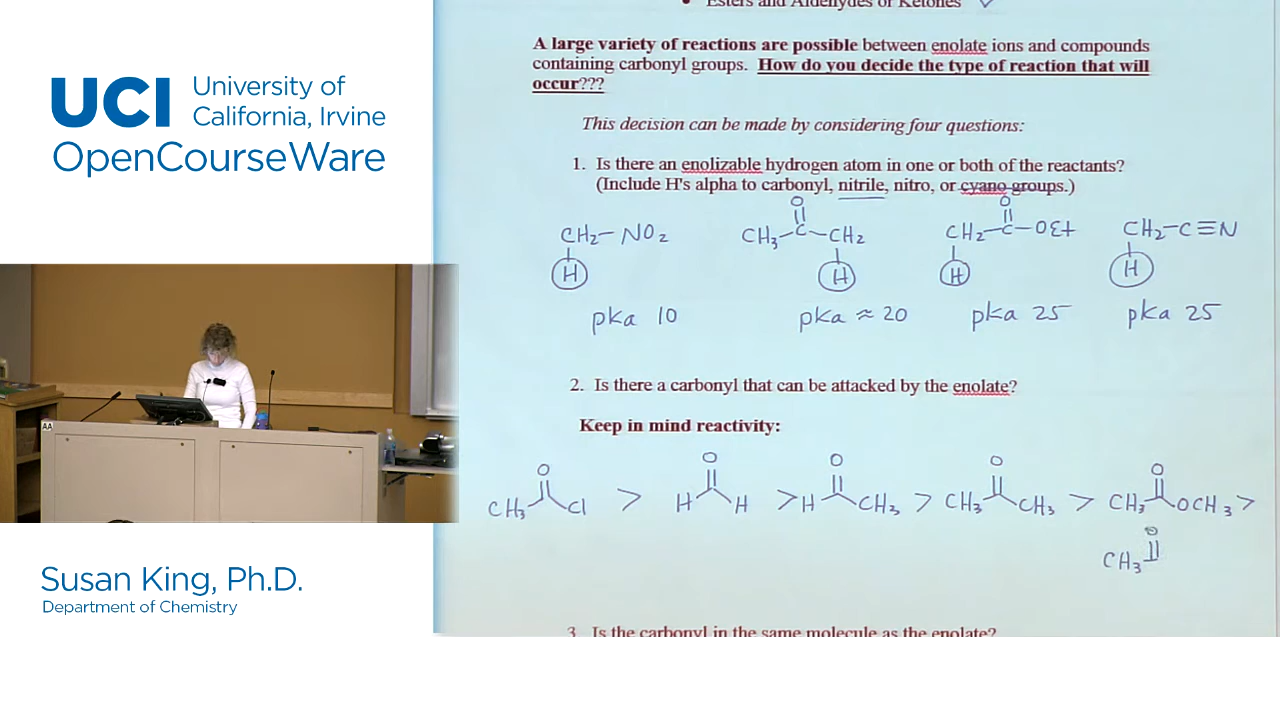 UCI University of
California, Irvine
OpenCourseWare
AA
Susan King, Ph.D.
Department of Chemistry
• Esters and Aldehydes or Ketones ✓
A large variety of reactions are possible between enolate ions and compounds
containing carbonyl groups. How do you decide the type of reaction that will
occur???
This decision can be made by considering four questions:
1. Is there an enolizable hydrogen atom in one or both of the reactants?
(Include H's alpha to carbonyl, nitrile, nitro, or cyano groups.)
O O
CH₂-NO₂ CH₃-C-CH₂ CH₂-C-OEt CH₂-C≡N
H H H H
pka 10 pka ≈ 20 pka 25 pka 25
2. Is there a carbonyl that can be attacked by the enolate?
Keep in mind reactivity:
O O O O O
CH₃ Cl > H H > H CH₃ > CH₃ CH₃ > CH₃ OCH₃ >
O
CH₃
3. Is the carbonyl in the same molecule as the enolate?